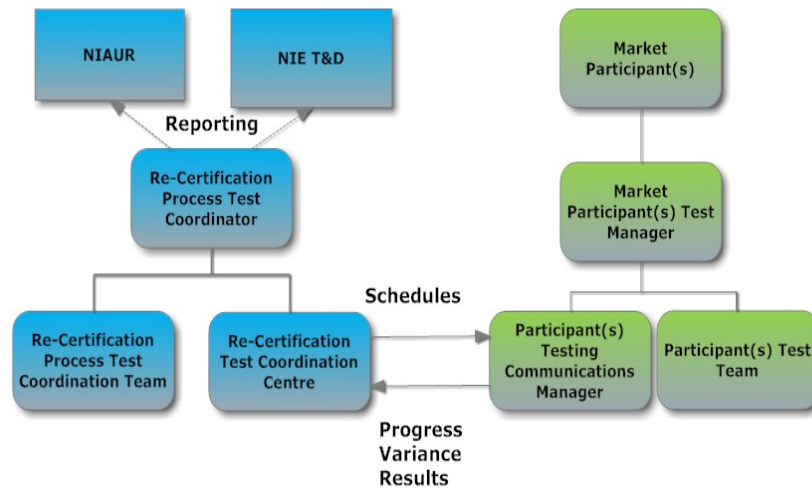 NIAUR
NIE T&D
Market
Participant(s)
Reporting
Re-Certification
Process Test
Coordinator
Market
Participant(s) Test
Manager
Schedules
Re-Certification
Process Test
Coordination Team
Re-Certification
Test Coordination
Centre
Participant(s)
Testing
Communications
Manager
Participant(s) Test
Team
Progress
Variance
Results